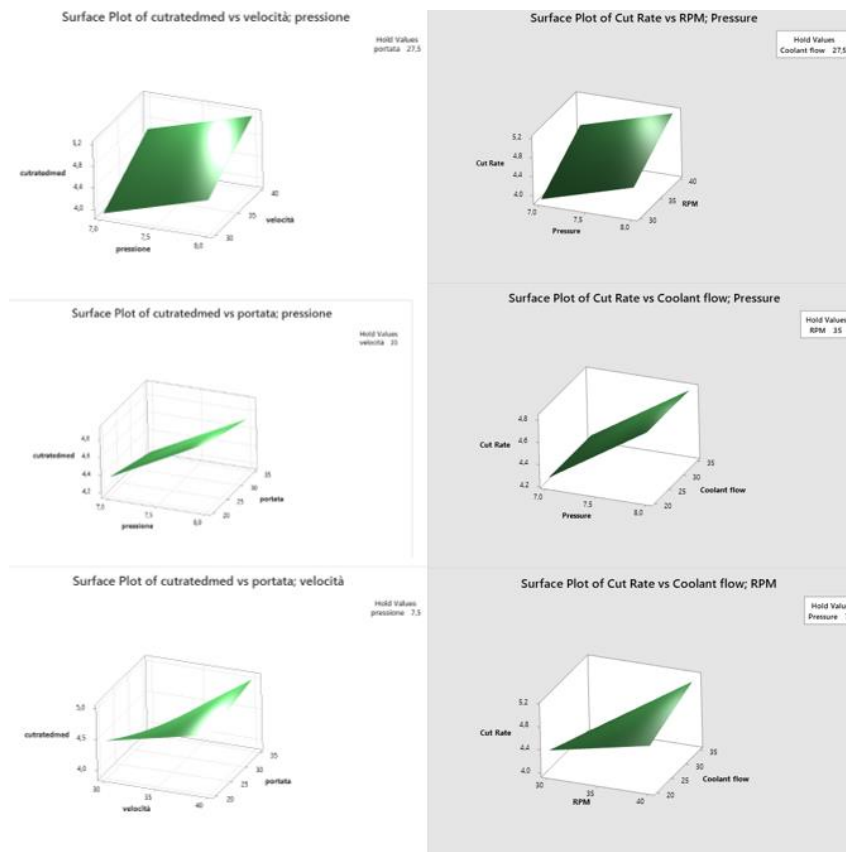 Surface Plot of cutratedmed vs velocità; pressione
Hold Values
portata 27,5
5,2
4,8
4,4
4,0
cutratedmed
7,0
7,5
8,0
pressione
30
35
40
velocità
Surface Plot of Cut Rate vs RPM; Pressure
Hold Values
Coolant flow 27,5
5,2
4,8
4,4
4,0
Cut Rate
7,0
7,5
8,0
Pressure
30
35
40
RPM
Surface Plot of cutratedmed vs portata; pressione
Hold Values
velocità 35
cutratedmed
4,4
7,0
7,5
8,0
pressione
20
25
30
35
portata
Surface Plot of Cut Rate vs Coolant flow; Pressure
Hold Values
RPM 35
4,8
4,6
4,4
4,2
Cut Rate
7,0
7,5
8,0
Pressure
20
25
30
35
Coolant flow
Surface Plot of cutratedmed vs portata; velocità
Hold Values
pressione 7,5
5,0
4,5
4,0
cutratedmed
30
35
40
velocità
20
25
30
35
portata
Surface Plot of Cut Rate vs Coolant flow; RPM
Hold Valu
Pressure
5,2
4,8
4,4
4,0
Cut Rate
30
35
40
RPM
20
25
30
35
Coolant flow